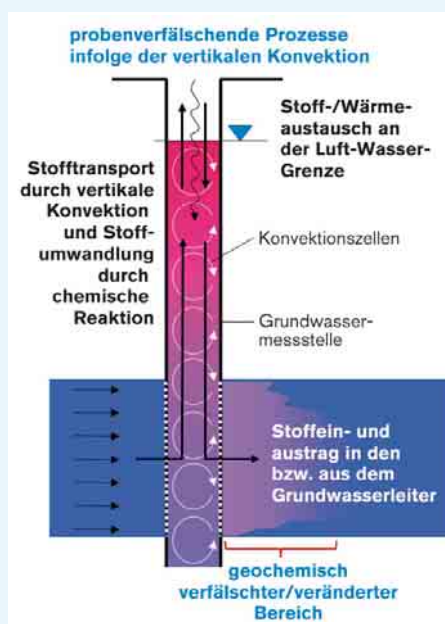 probenverfälschende Prozesse
infolge der vertikalen Konvektion
Stoff-/Wärme-
austausch an
der Luft-Wasser-
Grenze
Stofftransport
durch vertikale
Konvektion
und Stoff-
umwandlung
durch
chemische
Reaktion
Konvektionszellen
Grundwasser-
messstelle
Stoffein- und
austrag in den
bzw. aus dem
Grundwasserleiter
geochemisch
verfälschter/veränderter
Bereich